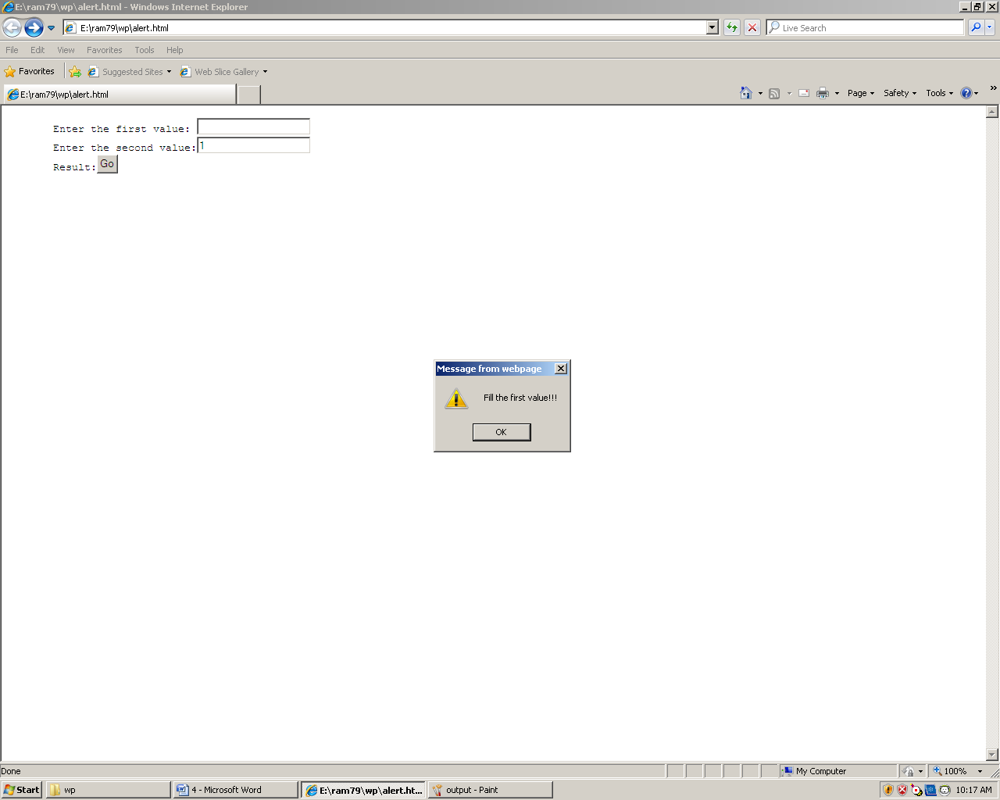 E:\ram79\wp\alert.html - Windows Internet Explorer
E:\ram79\wp\alert.html
Live Search
File Edit View Favorites Tools Help
Favorites Suggested Sites Web Slice Gallery
E:\ram79\wp\alert.html
Page Safety Tools
Enter the first value:
Enter the second value: 1
Result: Go
Message from webpage
Fill the first value!!!
OK
Done My Computer 100%
Start wp 4 - Microsoft Word E:\ram79\wp\alert.ht... output - Paint 10:17 AM